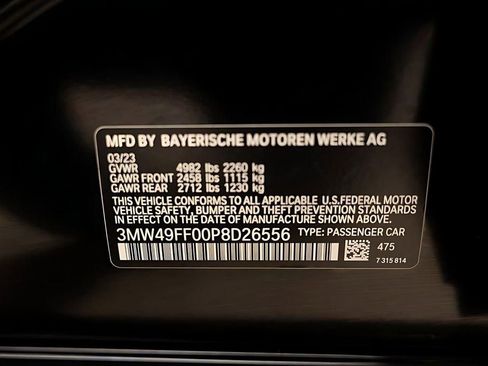 MFD BY BAYERISCHE MOTOREN WERKE AG
03/23
GVWR 4982 lbs 2260 kg
GAWR FRONT 2458 lbs 1115 kg
GAWR REAR 2712 lbs 1230 kg
THIS VEHICLE CONFORMS TO ALL APPLICABLE U.S.FEDERAL MOTOR
VEHICLE SAFETY, BUMPER AND THEFT PREVENTION STANDARDS
IN EFFECT ON THE DATE OF MANUFACTURE SHOWN ABOVE.
3MW49FF00P8D26556 TYPE: PASSENGER CAR
475
7 315 814